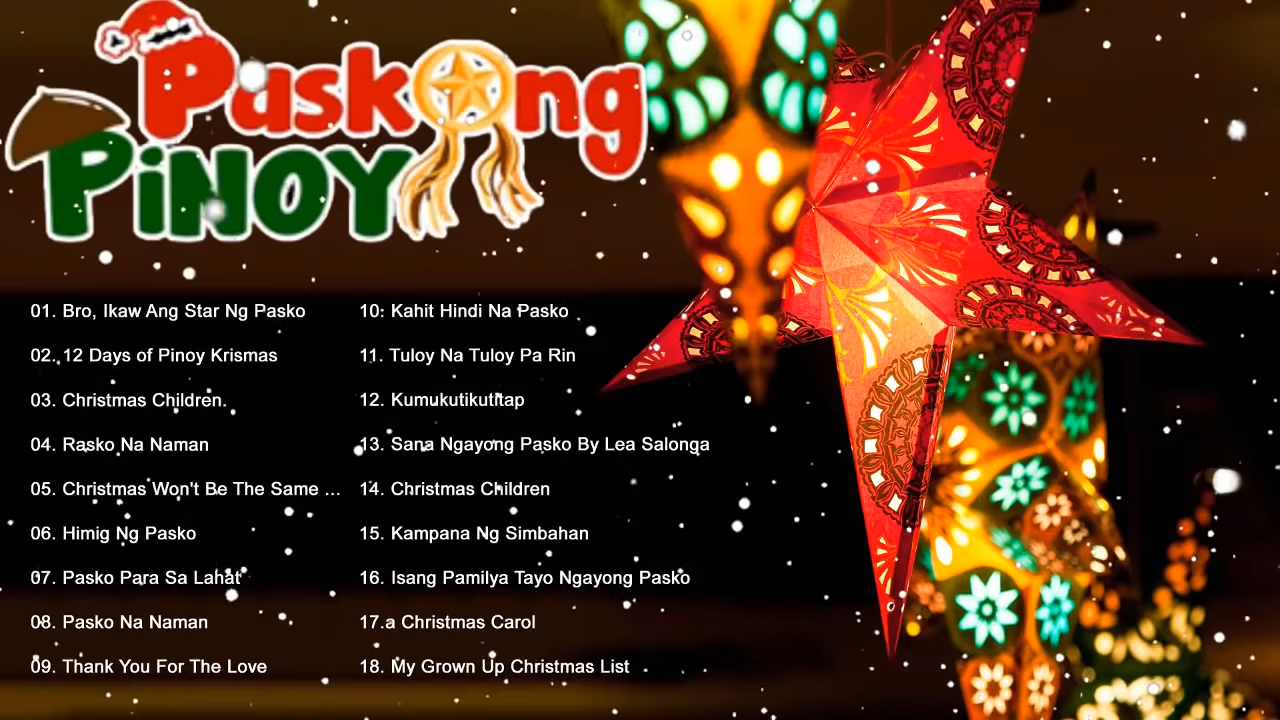 Paskong
PiNOY
01. Bro, Ikaw Ang Star Ng Pasko
02. 12 Days of Pinoy Krismas
03. Christmas Children.
04. Rasko Na Naman
05. Christmas Won't Be The Same ...
06. Himig Ng Pasko
07. Pasko Para Sa Lahat
08. Pasko Na Naman
09. Thank You For The Love
10. Kahit Hindi Na Pasko
11. Tuloy Na Tuloy Pa Rin
12. Kumukutikutitap
13. Sana Ngayong Pasko By Lea Salonga
14. Christmas Children
15. Kampana Ng Simbahan
16. Isang Pamilya Tayo Ngayong Pasko
17.a Christmas Carol
18. My Grown Up Christmas List